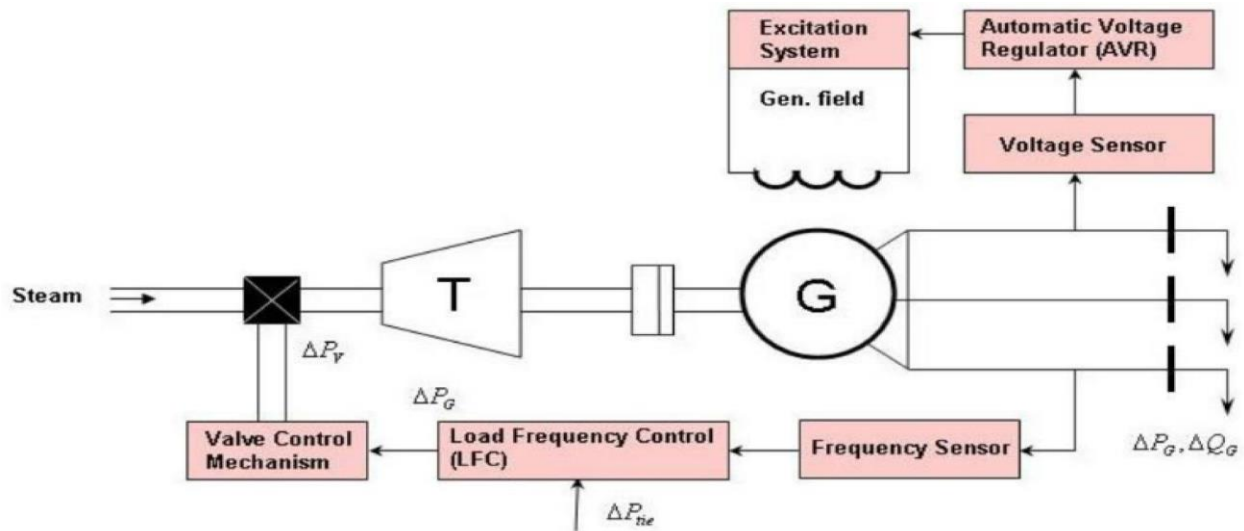 Excitation
System
Automatic Voltage
Regulator (AVR)
Gen. field
Voltage Sensor
Steam
T
G
ΔP_V
ΔP_G
Valve Control
Mechanism
Load Frequency Control
(LFC)
Frequency Sensor
ΔP_G, ΔQ_G
ΔP_tie